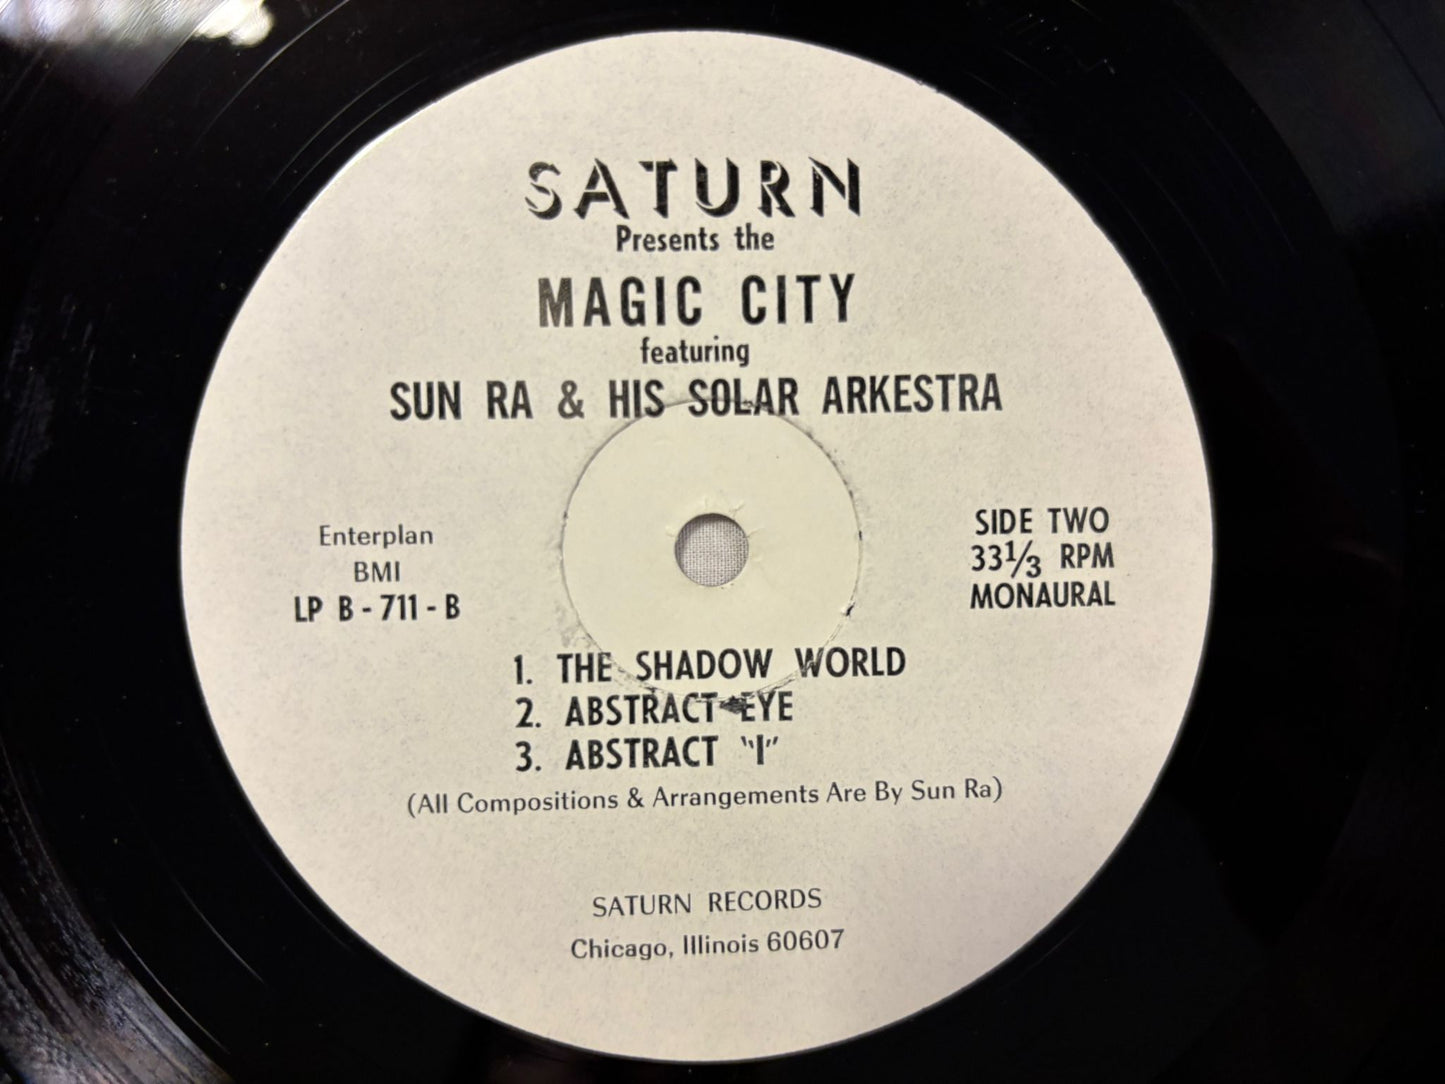 SATURN
Presents the
MAGIC CITY
featuring
SUN RA & HIS SOLAR ARKESTRA
Enterplan
BMI
LP B - 711 - B
SIDE TWO
33 1/3 RPM
MONAURAL
1. THE SHADOW WORLD
2. ABSTRACT EYE
3. ABSTRACT "I"
(All Compositions & Arrangements Are By Sun Ra)
SATURN RECORDS
Chicago, Illinois 60607